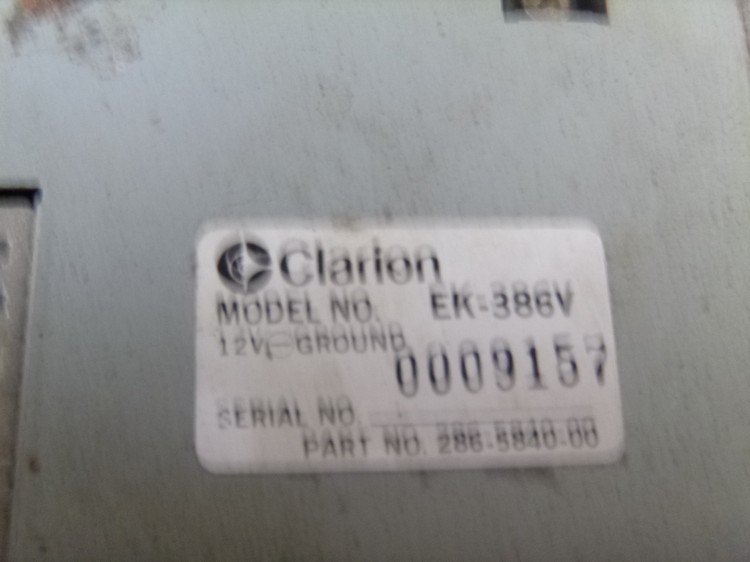 Clarion
MODEL NO. EK-386V
12V ⊖ GROUND
0009157
SERIAL NO.
PART NO. 286-5840-00